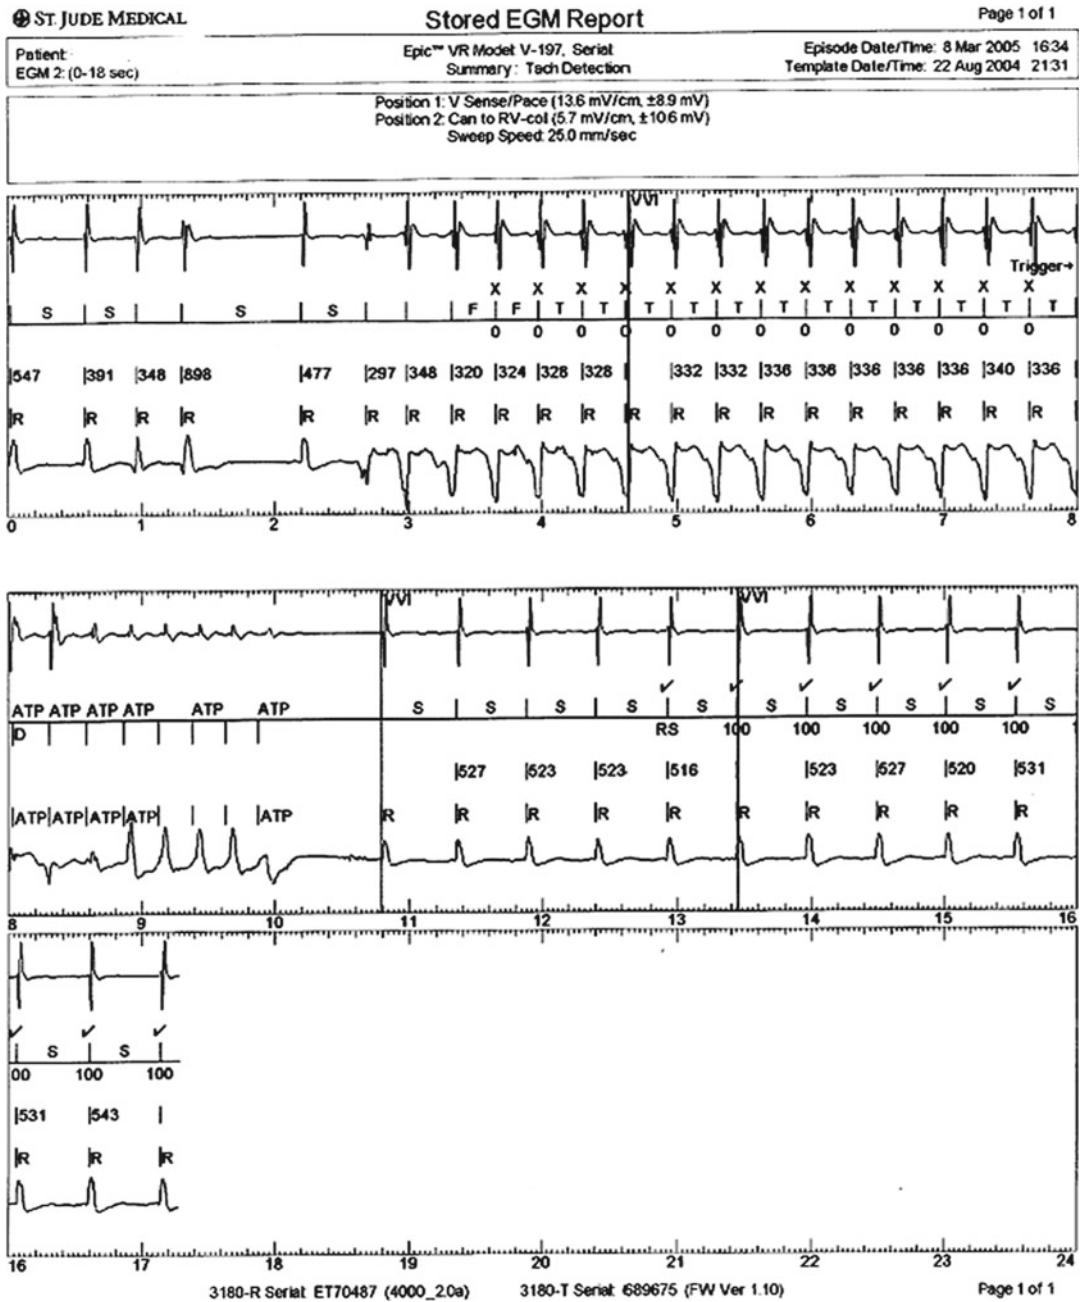 ST. JUDE MEDICAL
Stored EGM Report
Page 1 of 1
Patient:
EGM 2: (0-18 sec)
Epic™ VR Model V-197, Serial
Summary: Tach Detection
Episode Date/Time: 8 Mar 2005 16:34
Template Date/Time: 22 Aug 2004 21:31
Position 1: V Sense/Pace (13.6 mV/cm, ±8.9 mV)
Position 2: Can to RV-coil (5.7 mV/cm, ±10.6 mV)
Sweep Speed: 25.0 mm/sec
VVI
Trigger→
X X X X X X X X X X X X X
S S S S F F T T T T T T T T T T T T
0 0 0 0 0 0 0 0 0 0 0 0 0
547 391 348 898 477 297 348 320 324 328 328 332 332 336 336 336 336 336 340 336
R R R R R R R R R R R R R R R R R R R R R
0 1 2 3 4 5 6 7 8
VVI VVI
✓ ✓ ✓ ✓ ✓ ✓
ATP ATP ATP ATP ATP ATP S S S S S S S S S S
D RS 100 100 100 100 100
527 523 523 516 523 527 520 531
ATP ATP ATP ATP ATP R R R R R R R R R R
8 9 10 11 12 13 14 15 16
✓ ✓ ✓
S S
00 100 100
531 543
R R R
16 17 18 19 20 21 22 23 24
3180-R Serial: ET70487 (4000_2.0a) 3180-T Serial: 689675 (FW Ver 1.10) Page 1 of 1